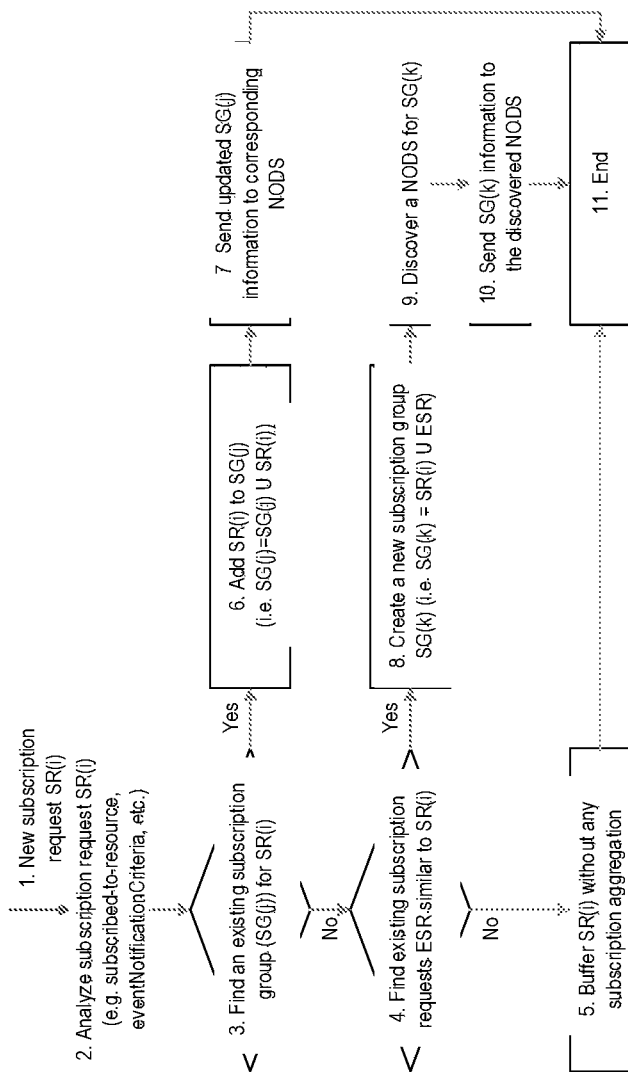 1. New subscription
request SR(i)
2. Analyze subscription request SR(i)
(e.g. subscribed-to-resource,
eventNotificationCriteria, etc.)
3. Find an existing subscription
group (SG(j)) for SR(i)
Yes
No
4. Find existing subscription
requests ESR similar to SR(i)
Yes
No
5. Buffer SR(i) without any
subscription aggregation
6. Add SR(i) to SG(j)
(i.e. SG(j)=SG(j) U SR(i))
7 Send updated SG(j)
information to corresponding
NODS
8. Create a new subscription group
SG(k) (i.e. SG(k) = SR(i) U ESR)
9. Discover a NODS for SG(k)
10. Send SG(k) information to
the discovered NODS
11. End